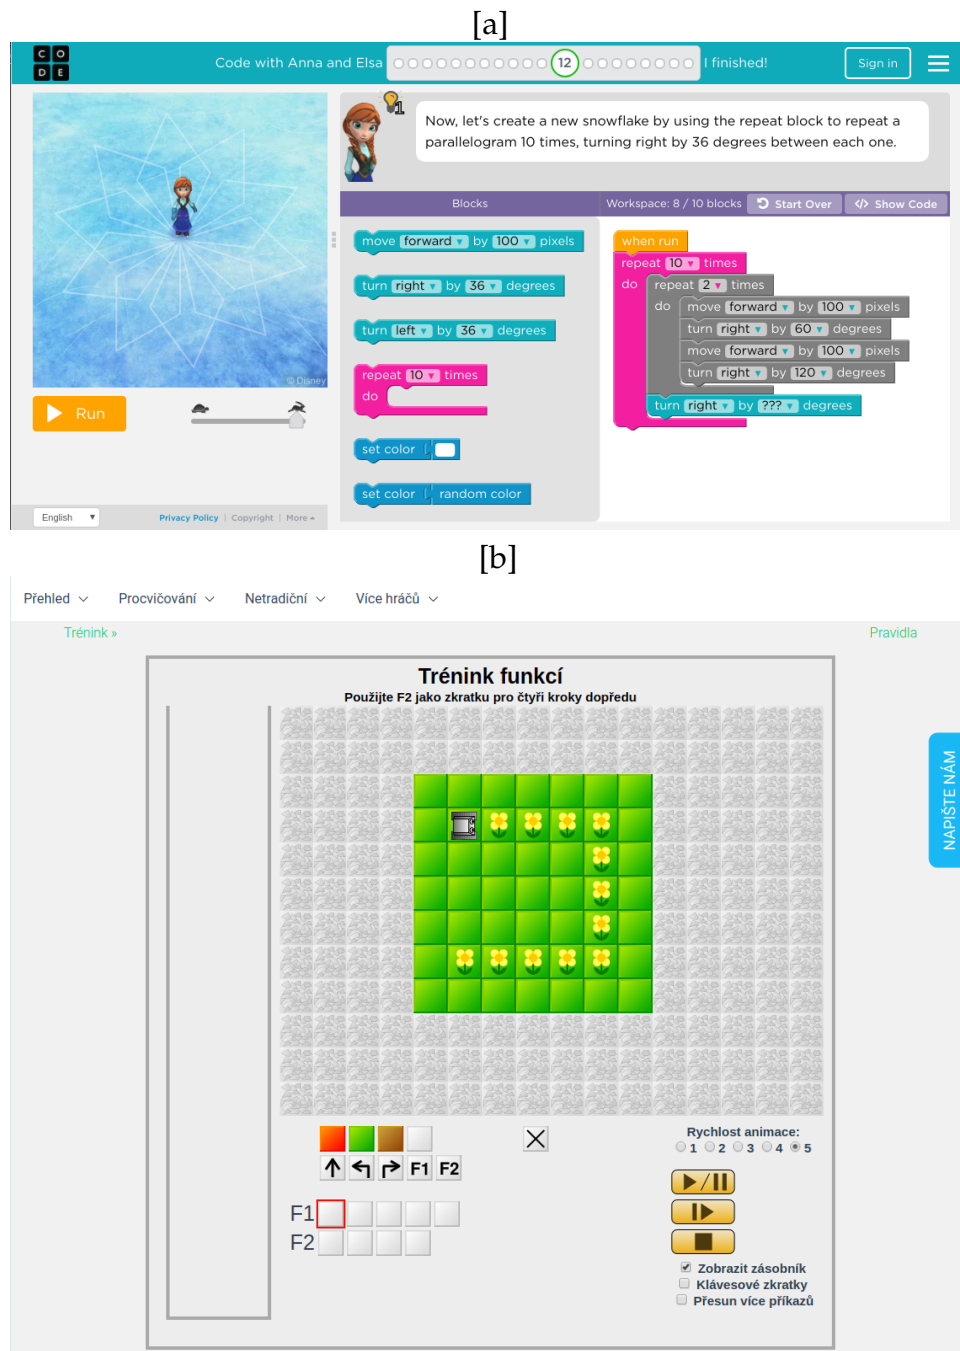 [a]
C O
D E
Code with Anna and Elsa 12 I finished! Sign in
1
Now, let's create a new snowflake by using the repeat block to repeat a
parallelogram 10 times, turning right by 36 degrees between each one.
Blocks
Workspace: 8 / 10 blocks Start Over </> Show Code
move forward ▼ by 100 ▼ pixels
turn right ▼ by 36 ▼ degrees
turn left ▼ by 36 ▼ degrees
repeat 10 ▼ times
do
set color
set color random color
when run
repeat 10 ▼ times
do repeat 2 ▼ times
do move forward ▼ by 100 ▼ pixels
turn right ▼ by 60 ▼ degrees
move forward ▼ by 100 ▼ pixels
turn right ▼ by 120 ▼ degrees
turn right ▼ by ??? ▼ degrees
© Disney
Run
English ▼ Privacy Policy | Copyright | More
[b]
Přehled Procvičování Netradiční Více hráčů
Trénink » Pravidla
Trénink funkcí
Použijte F2 jako zkratku pro čtyři kroky dopředu
NAPIŠTE NÁM
F1 F2
F1
F2
Rychlost animace:
1 2 3 4 5
Zobrazit zásobník
Klávesové zkratky
Přesun více příkazů